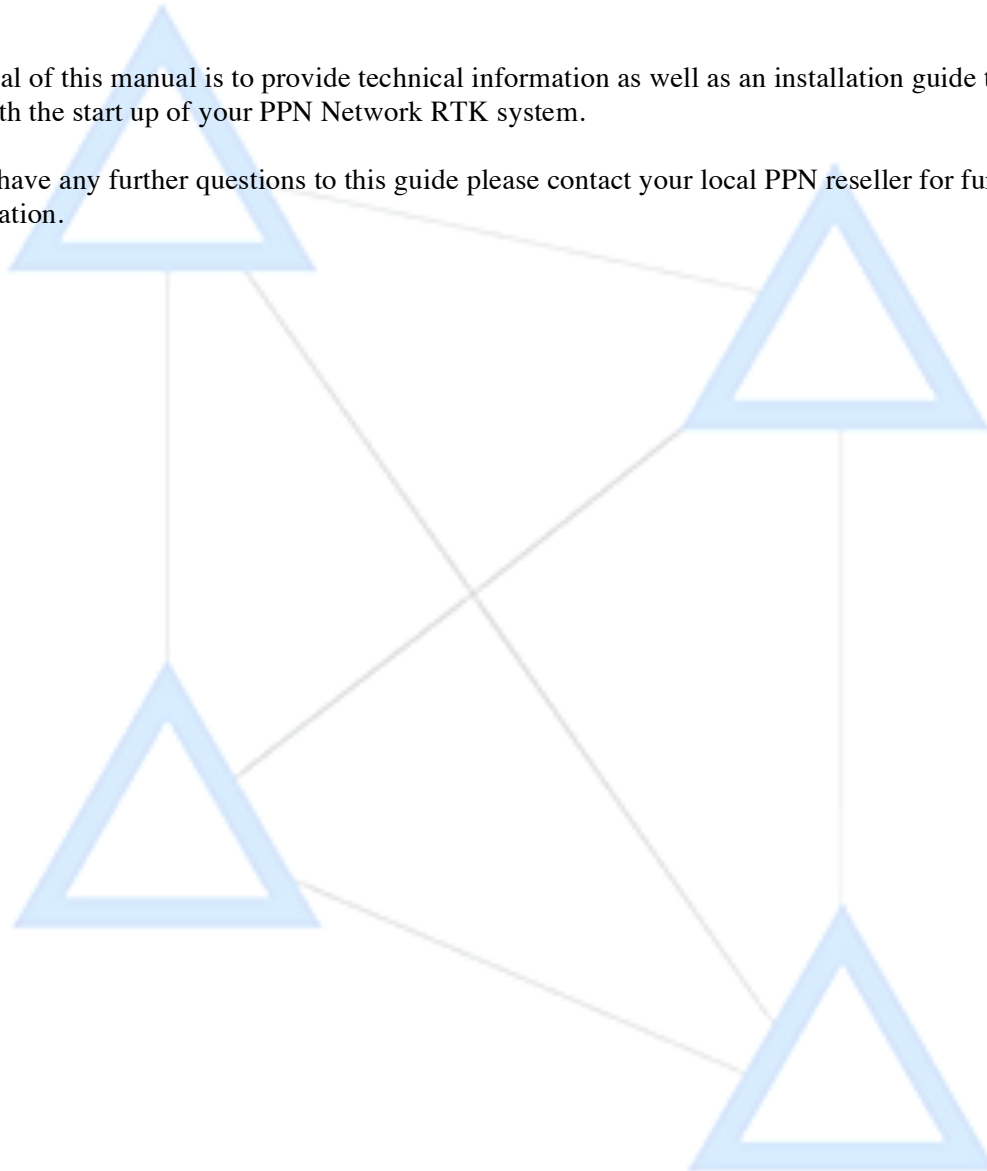 al of this manual is to provide technical information as well as an installation guide t
th the start up of your PPN Network RTK system.
have any further questions to this guide please contact your local PPN reseller for fu
ation.